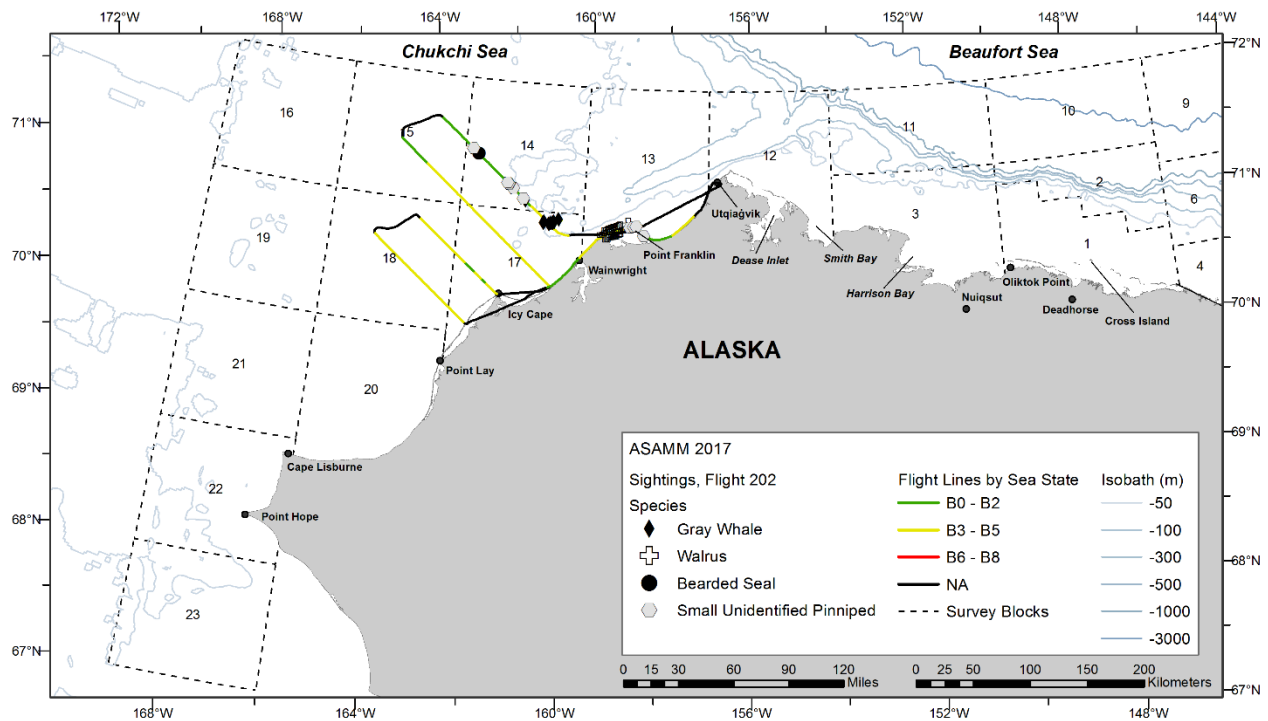 172°W 168°W 164°W 160°W 156°W 152°W 148°W 144°W
Chukchi Sea
Beaufort Sea
72°N
71°N
71°N
70°N
70°N
69°N
69°N
68°N
68°N
67°N
67°N
16
5
14
13
12
11
10
9
2
6
3
1
4
19
18
17
21
20
22
23
Utqiaġvik
Point Franklin
Wainwright
Dease Inlet
Smith Bay
Harrison Bay
Oliktok Point
Nuiqsut
Deadhorse
Cross Island
Icy Cape
Point Lay
ALASKA
Cape Lisburne
Point Hope
ASAMM 2017
Sightings, Flight 202
Species
Gray Whale
Walrus
Bearded Seal
Small Unidentified Pinniped
Flight Lines by Sea State
B0 - B2
B3 - B5
B6 - B8
NA
Survey Blocks
Isobath (m)
-50
-100
-300
-500
-1000
-3000
0 15 30 60 90 120
Miles
0 25 50 100 150 200
Kilometers
168°W 164°W 160°W 156°W 152°W 148°W